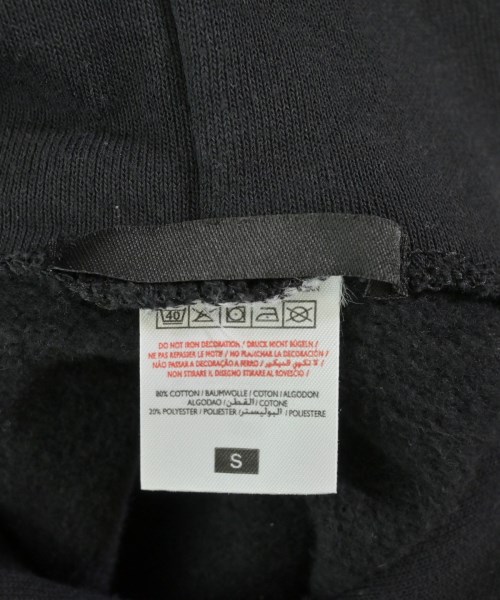 40
DO NOT IRON DECORATION / DRUCK NICHT BÜGELN/
NE PAS REPASSER LE MOTIF / NO PLANCHAR LA DECORACIÓN /
NÃO PASSAR A DECORAÇÃO A FERRO / لا تكوي الديكور /
NON STIRARE IL DISEGNO STIRARE AL ROVESCIO /
80% COTTON / BAUMWOLLE / COTON / ALGODON
ALGODAO / القطن / COTONE
20% POLYESTER / POLIESTER / البوليستر / POLIESTERE
S